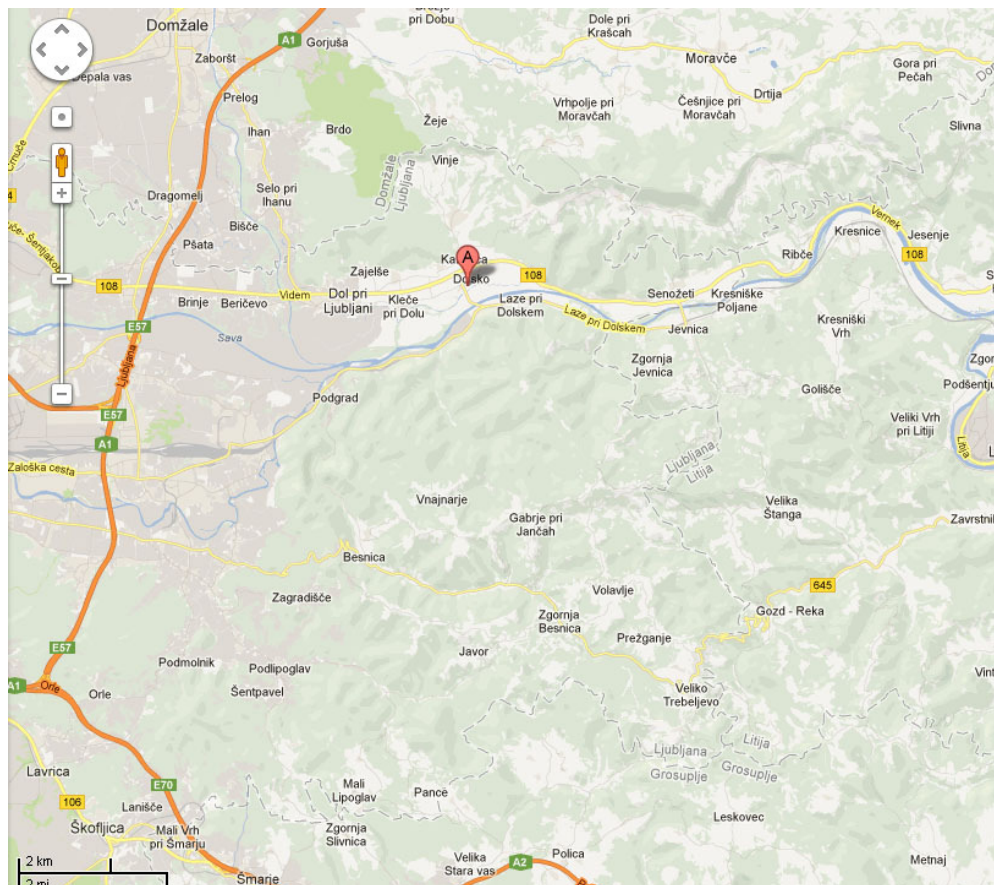 Domžale
pri Dobu
Dole pri
Krašcah
A1
Gorjuša
Zaboršt
Moravče
Gora pri
Pečah
Depala vas
Prelog
Drtija
Vrhpolje pri
Moravčah
Češnjice pri
Moravčah
Žeje
Brdo
Ihan
Slivna
Vinje
Domžale
Ljubljana
Dragomelj
Selo pri
Ihanu
Bišče
Pšata
Vernek
Kresnice
Jesenje
108
Ribče
A
Dolsko
108
Zajelše
108
Videm
Dol pri
Ljubljani
Brinje
Beričevo
Kleče
pri Dolu
Laze pri
Dolskem
Senožeti
Kresniške
Poljane
Laze pri Dolskem
Jevnica
Kresniški
Vrh
E57
Sava
Ljubljana
Zgornja
Jevnica
Golišče
Podgrad
E57
Veliki Vrh
pri Litiji
Litija
A1
Zaloška cesta
Ljubljana
Litija
Vnajnarje
Gabrje pri
Jančah
Velika
Štanga
Zavrstnik
Besnica
645
Zagradišče
Volavlje
Gozd - Reka
Zgornja
Besnica
Prežganje
E57
Podmolnik
Podlipoglav
Javor
A1
Orle
Orle
Šentpavel
Veliko
Trebeljevo
Ljubljana
Litija
Grosuplje
Grosuplje
Lavrica
E70
106
Lanišče
Mali
Lipoglav
Pance
Škofljica
Mali Vrh
pri Šmarju
Zgornja
Slivnica
Leskovec
2 km
2 mi
Šmarje
Velika
Stara vas
A2
Polica
Metnaj